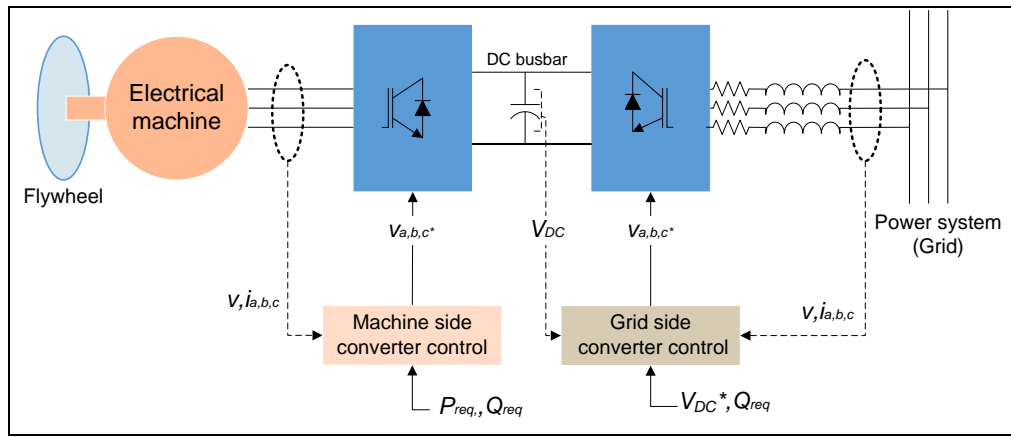 Electrical
machine
Flywheel
DC busbar
Power system
(Grid)
va,b,c*
VDC
va,b,c*
v,ia,b,c
v,ia,b,c
Machine side
converter control
Grid side
converter control
Preq,,Qreq
VDC*,Qreq